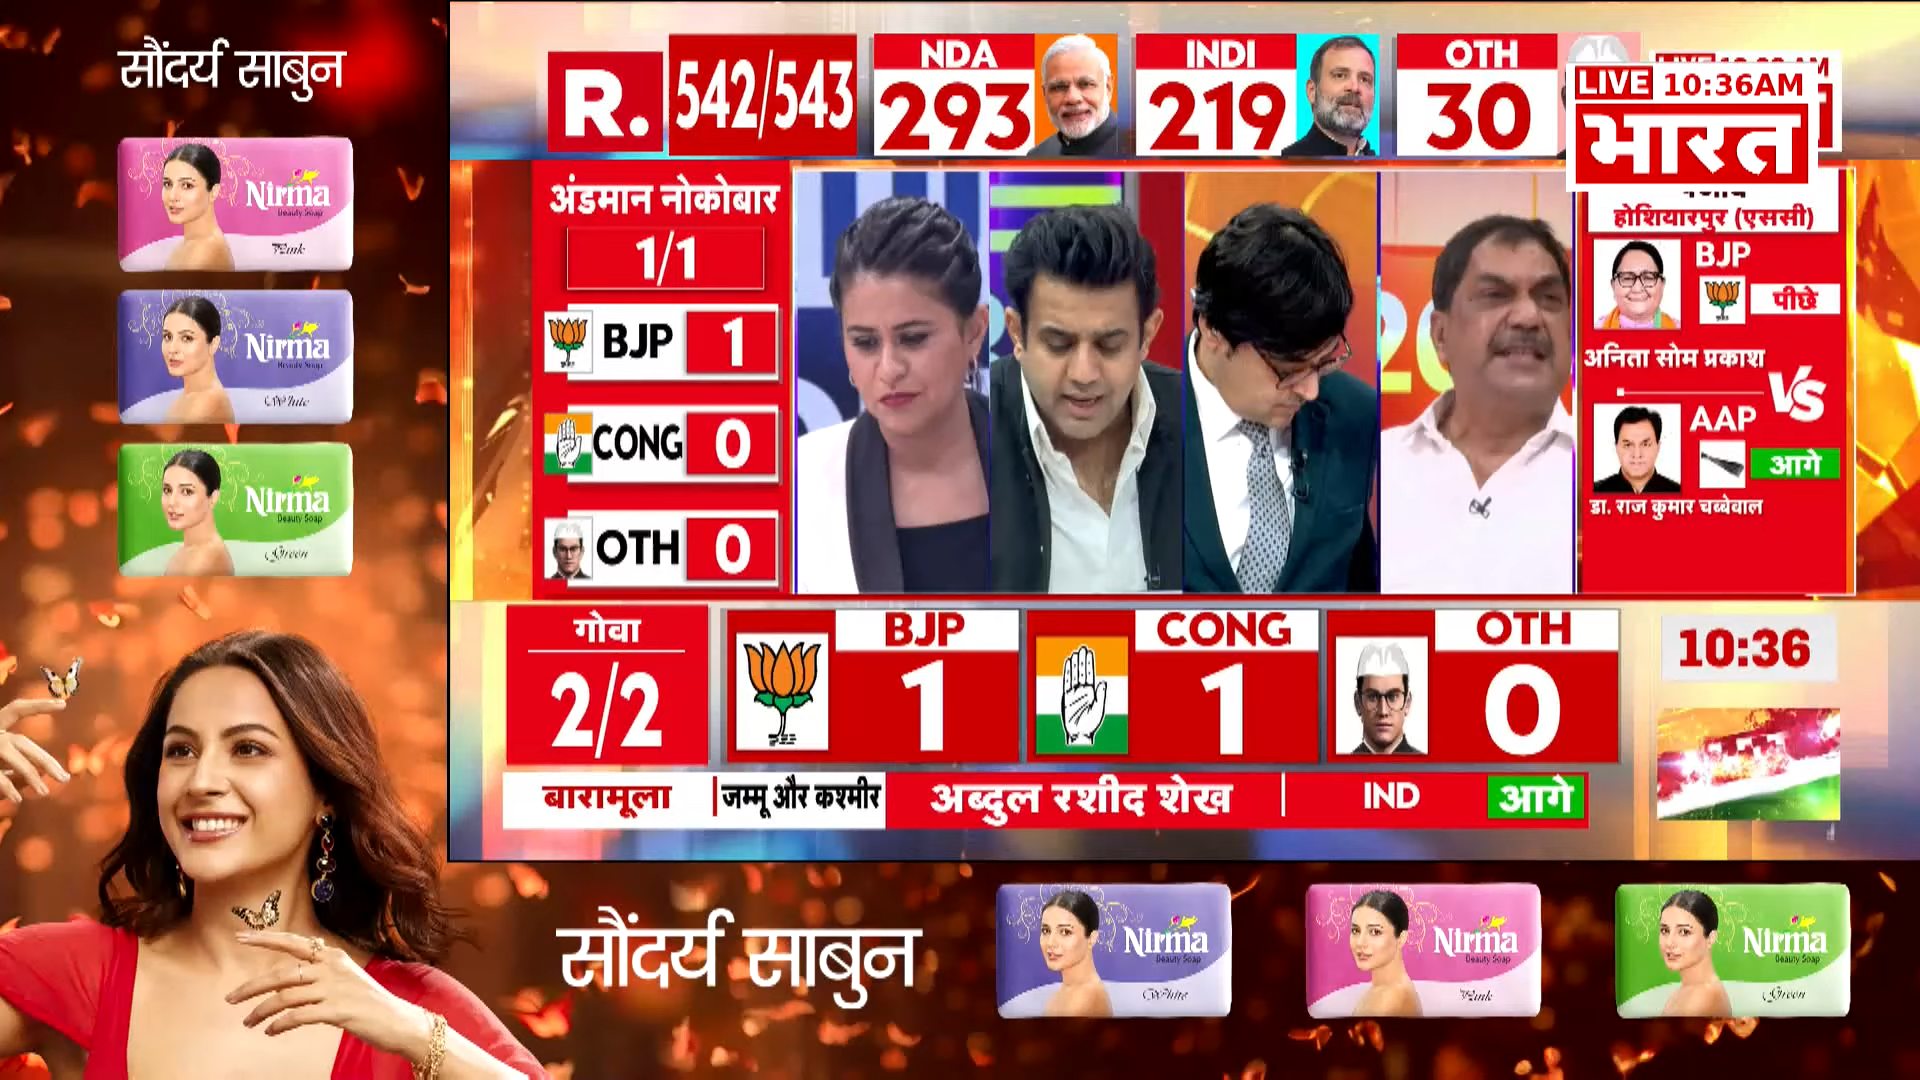 सौंदर्य साबुन
Nirma
Beauty Soap
Pink
Nirma
Beauty Soap
White
Nirma
Beauty Soap
Green
R.
542/543
NDA
293
INDI
219
OTH
30
LIVE 10:36AM
भारत
अंडमान नोकोबार
1/1
BJP 1
CONG 0
OTH 0
होशियारपुर (एससी)
BJP
पीछे
अनिता सोम प्रकाश
VS
AAP
आगे
डा. राज कुमार चब्बेवाल
गोवा
2/2
BJP
1
CONG
1
OTH
0
10:36
बारामूला जम्मू और कश्मीर अब्दुल रशीद शेख IND आगे
सौंदर्य साबुन
Nirma
Beauty Soap
White
Nirma
Beauty Soap
Pink
Nirma
Beauty Soap
Green